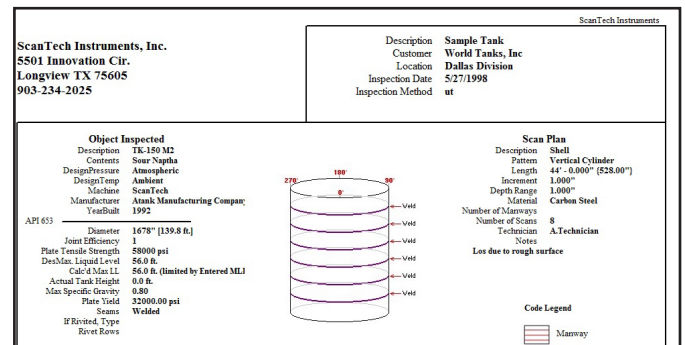 ScanTech Instruments
ScanTech Instruments, Inc.
5501 Innovation Cir.
Longview TX 75605
903-234-2025
Description Sample Tank
Customer World Tanks, Inc
Location Dallas Division
Inspection Date 5/27/1998
Inspection Method ut
Object Inspected
Description TK-150 M2
Contents Sour Naptha
DesignPressure Atmospheric
DesignTemp Ambient
Machine ScanTech
Manufacturer Atank Manufacturing Company
YearBuilt 1992
API 653
Diameter 1678" [139.8 ft.]
Joint Efficiency 1
Plate Tensile Strength 58000 psi
DesMax. Liquid Level 56.0 ft.
Calc'd Max LL 56.0 ft. (limited by Entered MLL
Actual Tank Height 0.0 ft.
Max Specific Gravity 0.80
Plate Yield 32000.00 psi
Seams Welded
If Rivited, Type
Rivet Rows
180'
270' 90'
0'
Weld
Weld
Weld
Weld
Weld
Weld
Scan Plan
Description Shell
Pattern Vertical Cylinder
Length 44' - 0.000" {528.00"}
Increment 1.000"
Depth Range 1.000"
Material Carbon Steel
Number of Manways
Number of Scans 8
Technician A.Technician
Notes
Los due to rough surface
Code Legend
Manway